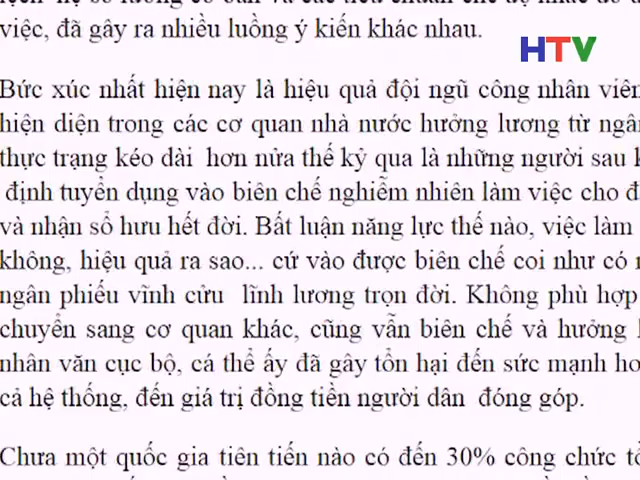 việc, đã gây ra nhiều luồng ý kiến khác nhau.
HTV
Bức xúc nhất hiện nay là hiệu quả đội ngũ công nhân viên
hiện diện trong các cơ quan nhà nước hưởng lương từ ngân
thực trạng kéo dài hơn nửa thế kỷ qua là những người sau
định tuyển dụng vào biên chế nghiễm nhiên làm việc cho
và nhận sổ hưu hết đời. Bất luận năng lực thế nào, việc làm
không, hiệu quả ra sao... cứ vào được biên chế coi như có
ngân phiếu vĩnh cửu lĩnh lương trọn đời. Không phù hợp
chuyển sang cơ quan khác, cũng vẫn biên chế và hưởng
nhân văn cục bộ, cá thể ấy đã gây tổn hại đến sức mạnh
cả hệ thống, đến giá trị đồng tiền người dân đóng góp.
Chưa một quốc gia tiên tiến nào có đến 30% công chức